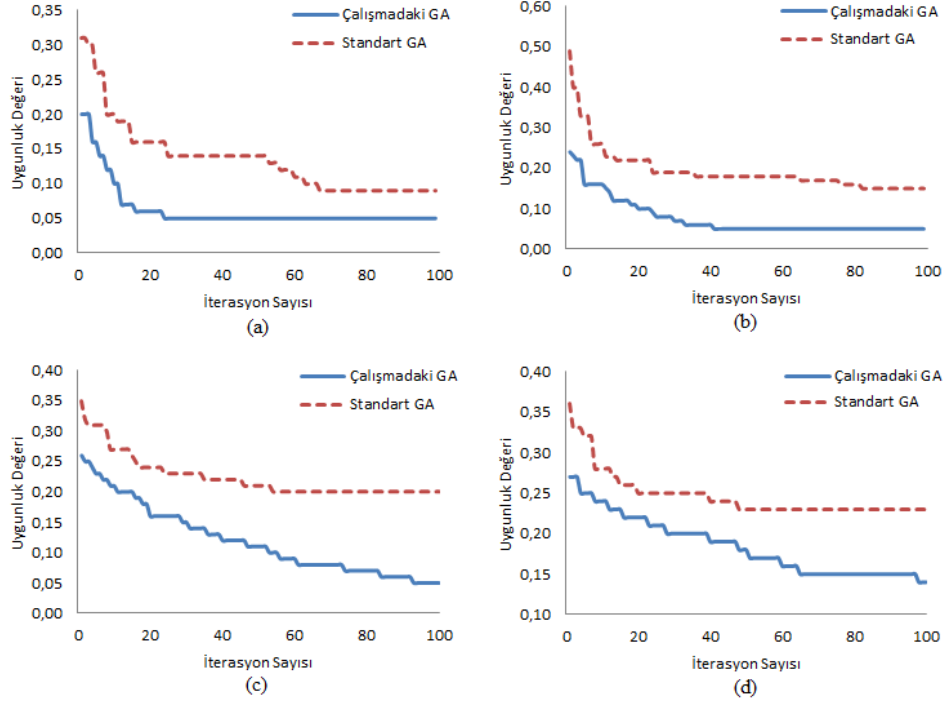 0,35
0,30
0,25
0,20
0,15
0,10
0,05
0,00
Uygunluk Değeri
Çalışmadaki GA
Standart GA
0 20 40 60 80 100
İterasyon Sayısı
(a)
0,60
0,50
0,40
0,30
0,20
0,10
0,00
Uygunluk Değeri
Çalışmadaki GA
Standart GA
0 20 40 60 80 100
İterasyon Sayısı
(b)
0,40
0,35
0,30
0,25
0,20
0,15
0,10
0,05
0,00
Uygunluk Değeri
Çalışmadaki GA
Standart GA
0 20 40 60 80 100
İterasyon Sayısı
(c)
0,40
0,35
0,30
0,25
0,20
0,15
0,10
Uygunluk Değeri
Çalışmadaki GA
Standart GA
0 20 40 60 80 100
İterasyon Sayısı
(d)